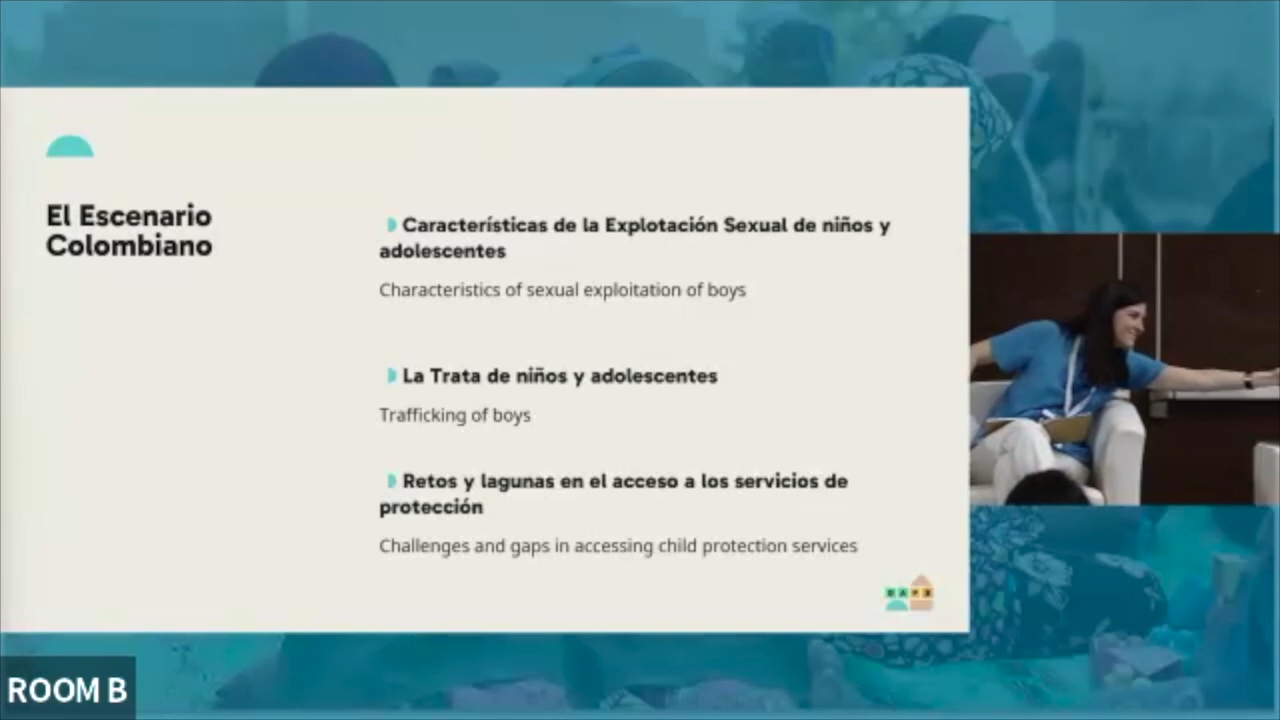 El Escenario
Colombiano
Características de la Explotación Sexual de niños y
adolescentes
Characteristics of sexual exploitation of boys
La Trata de niños y adolescentes
Trafficking of boys
Retos y lagunas en el acceso a los servicios de
protección
Challenges and gaps in accessing child protection services
ROOM B